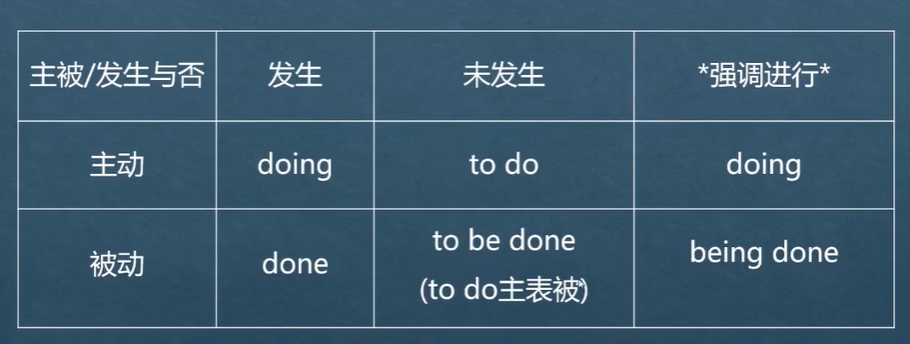 主被/发生与否 发生 未发生 *强调进行*
主动 doing to do doing
被动 done to be done being done
(to do主表被)